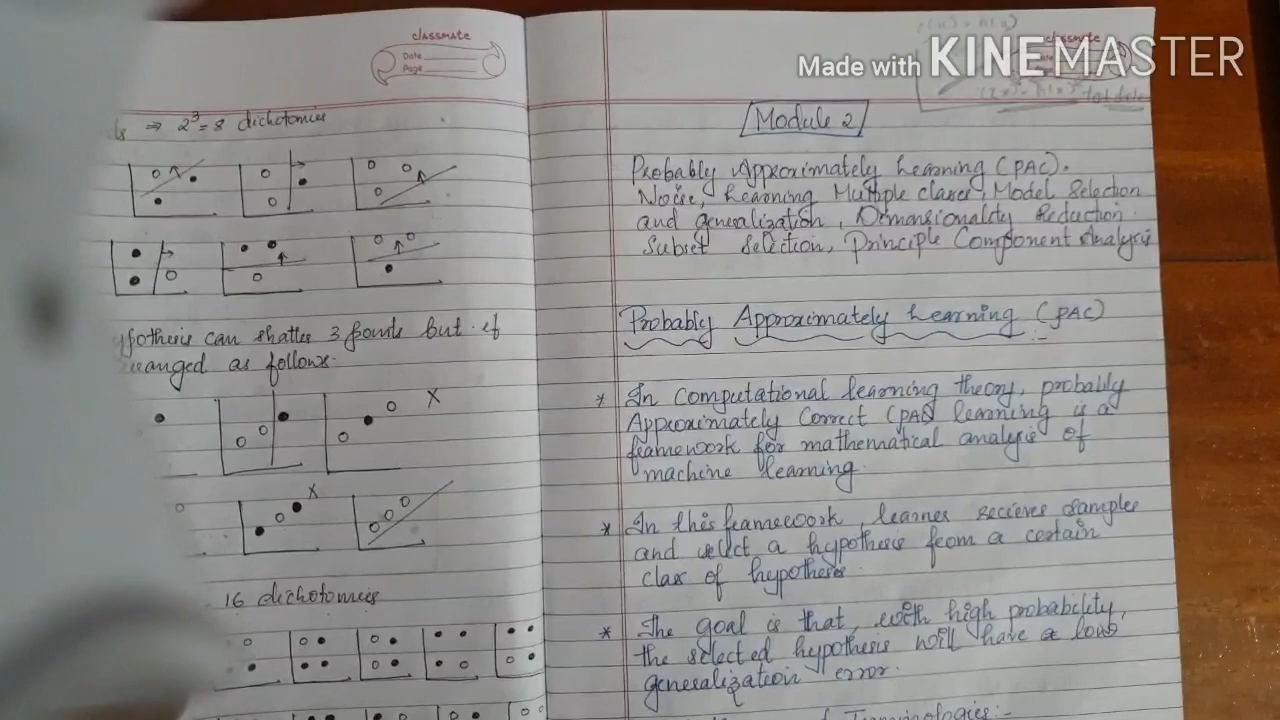 classmate
Date
Page
⇒ 2³ = 8 dichotomies
can shatter 3 points but if
as follows.
x
x
16 dichotomies
Made with KINEMASTER
classmate
Module 2
Probably Approximately Learning (PAC).
Noise, Learning Multiple classes, Model Selection
and generalization, Dimensionality Reduction.
Subset Selection, Principle Component Analysis
Probably Approximately Learning (PAC) :-
* In computational learning theory, probably
Approximately Correct (PAC) learning is a
framework for mathematical analysis of
machine learning.
* In this framework, learner recieves samples
and select a hypothesis from a certain
class of hypothesis.
* The goal is that, with high probability,
the selected hypothesis will have a low
generalization error.
Terminologies:-